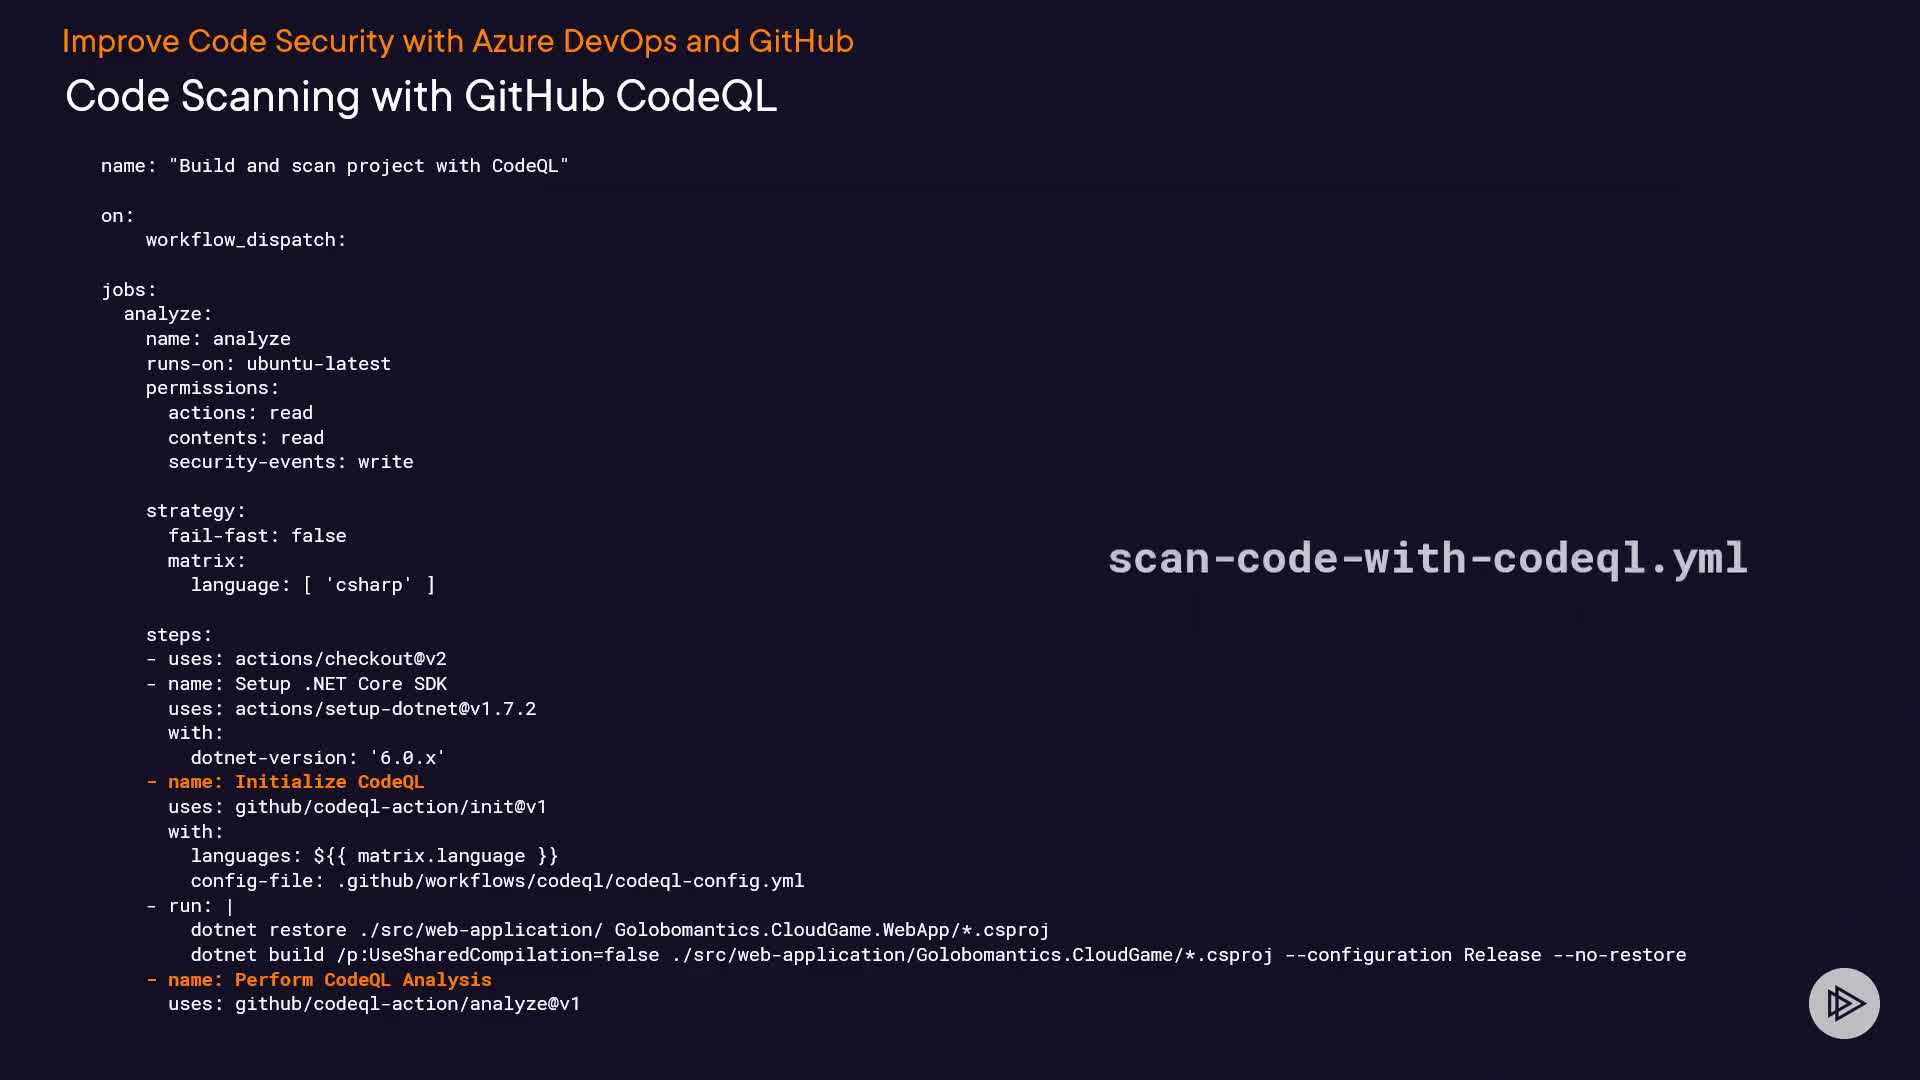 Improve Code Security with Azure DevOps and GitHub
Code Scanning with GitHub CodeQL
name: "Build and scan project with CodeQL"
on:
workflow_dispatch:
jobs:
analyze:
name: analyze
runs-on: ubuntu-latest
permissions:
actions: read
contents: read
security-events: write
strategy:
fail-fast: false
matrix:
language: [ 'csharp' ]
scan-code-with-codeql.yml
steps:
- uses: actions/checkout@v2
- name: Setup .NET Core SDK
uses: actions/setup-dotnet@v1.7.2
with:
dotnet-version: '6.0.x'
- name: Initialize CodeQL
uses: github/codeql-action/init@v1
with:
languages: ${{ matrix.language }}
config-file: .github/workflows/codeql/codeql-config.yml
- run: |
dotnet restore ./src/web-application/ Golobomantics.CloudGame.WebApp/*.csproj
dotnet build /p:UseSharedCompilation=false ./src/web-application/Golobomantics.CloudGame/*.csproj --configuration Release --no-restore
- name: Perform CodeQL Analysis
uses: github/codeql-action/analyze@v1